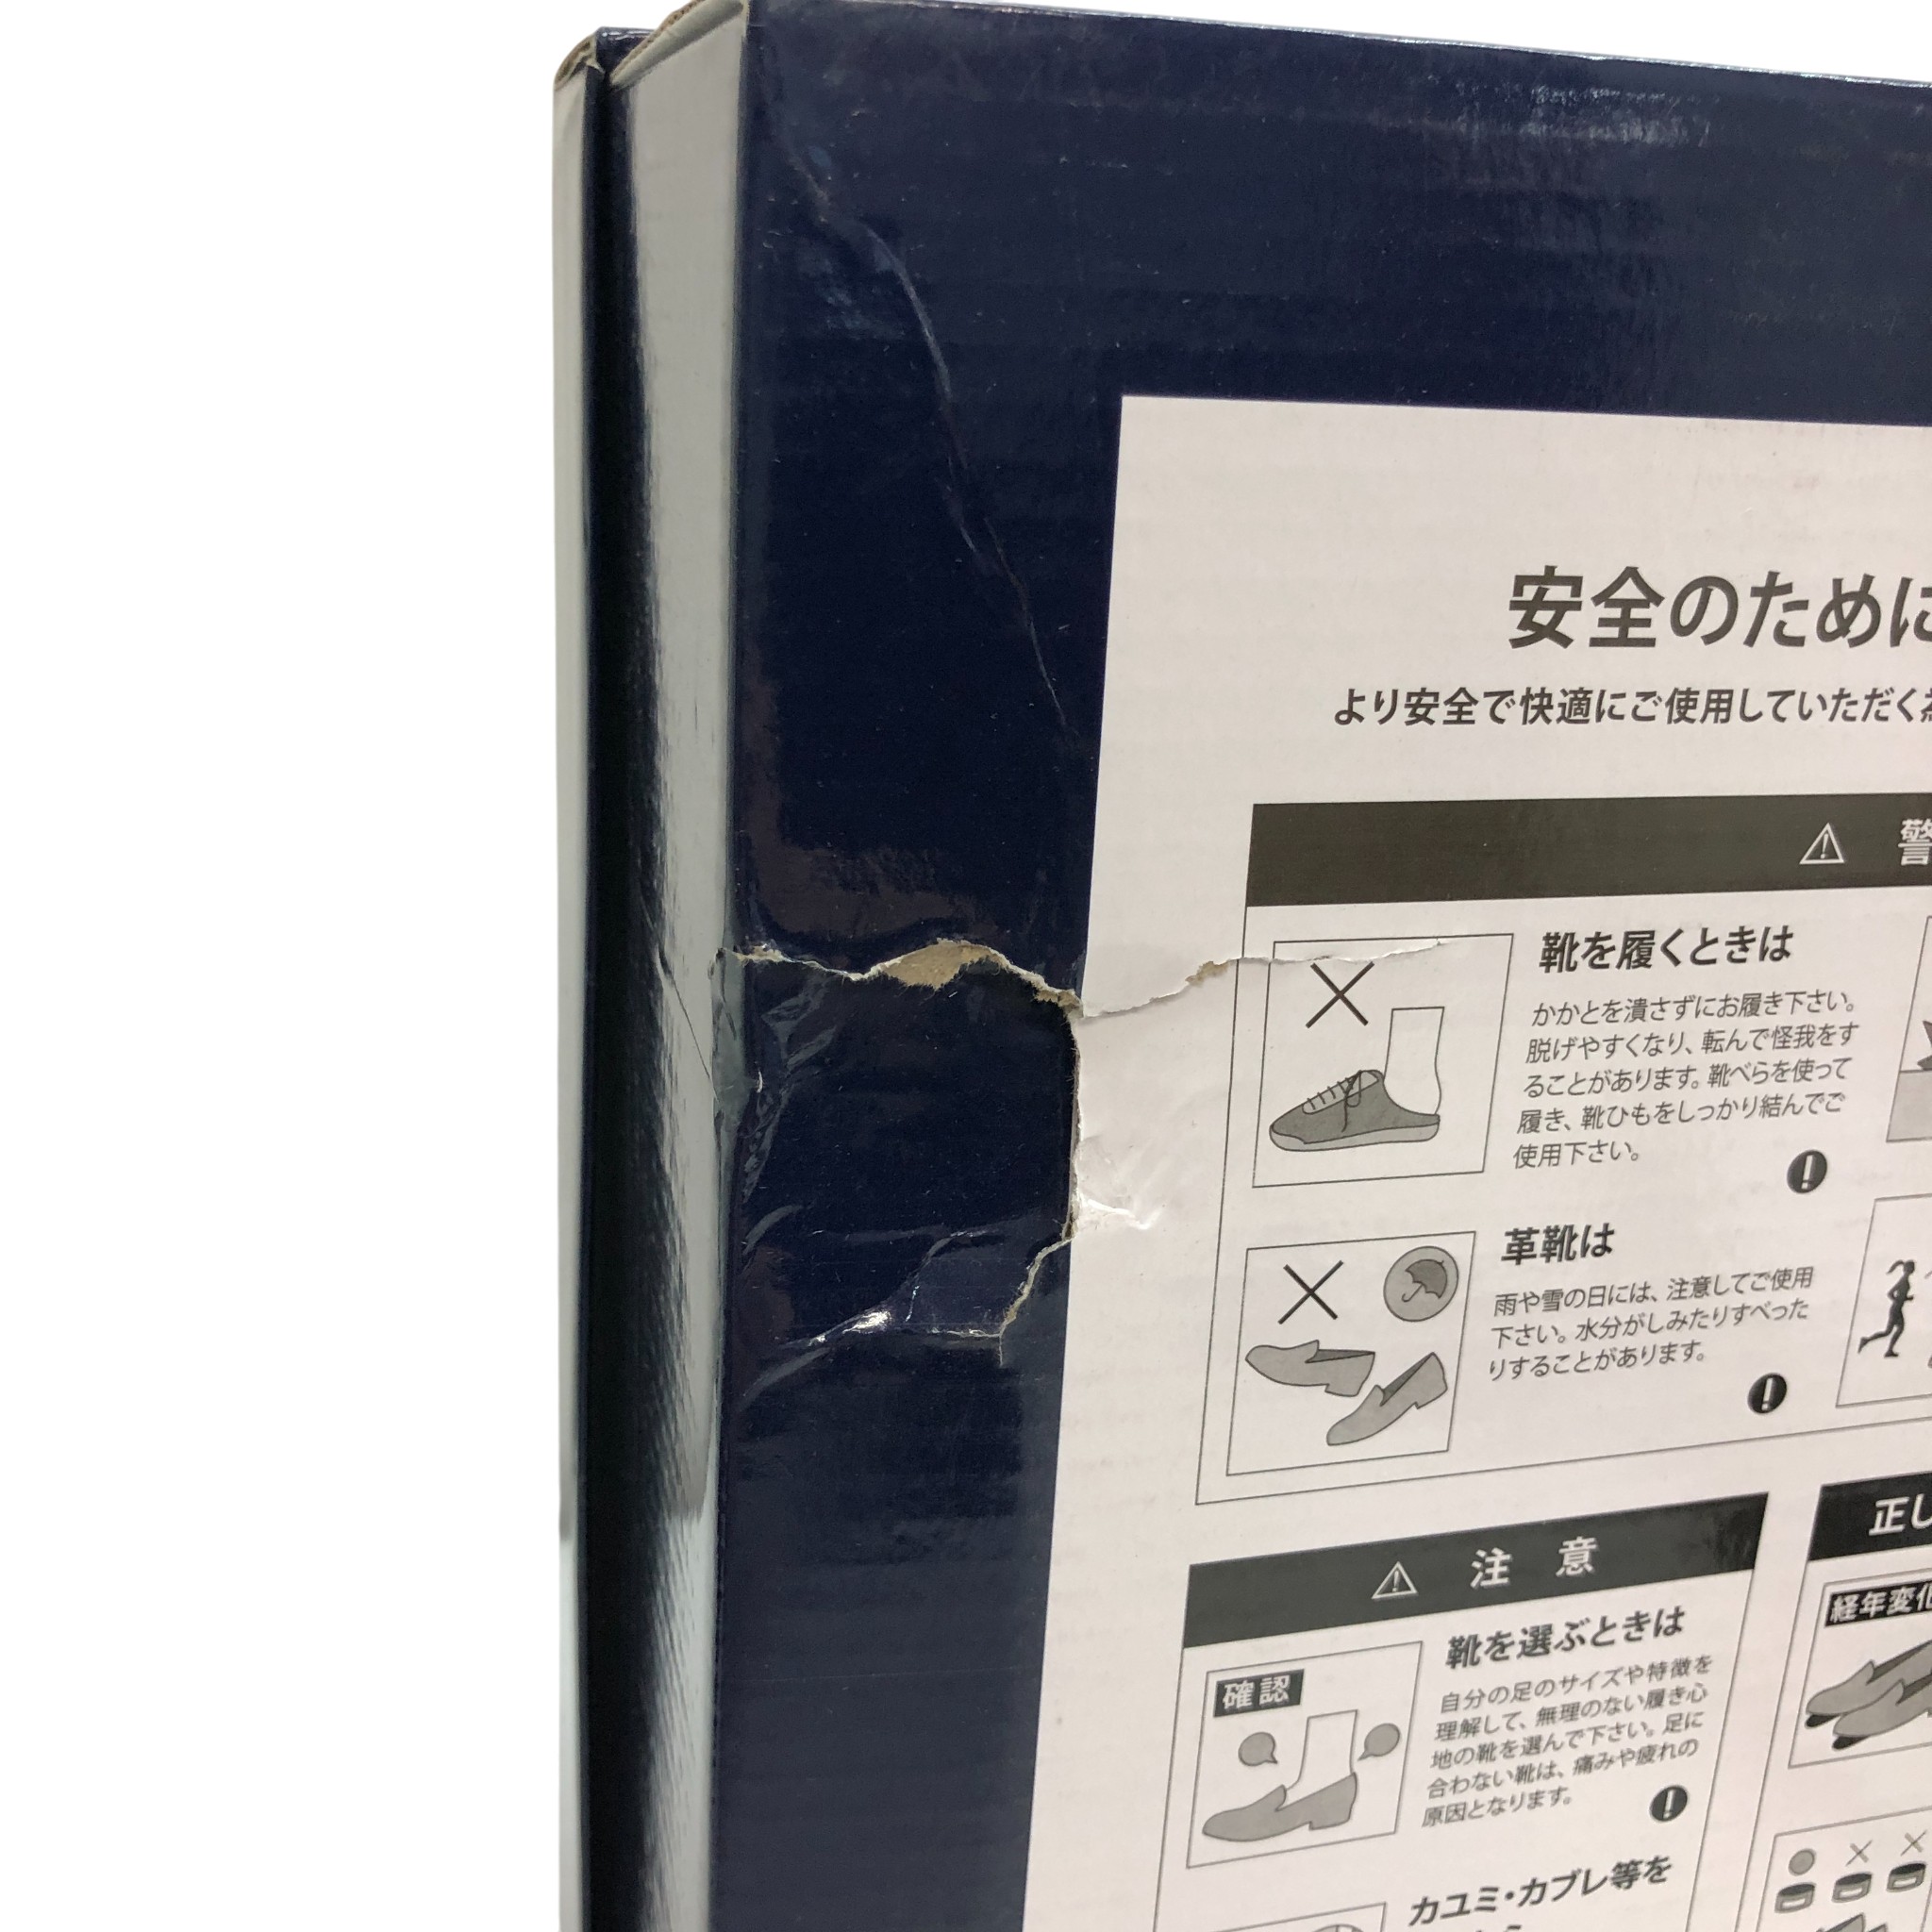 安全のために
より安全で快適にご使用していただく為
⚠ 警
靴を履くときは
かかとを潰さずにお履き下さい。
脱げやすくなり、転んで怪我をす
ることがあります。靴べらを使って
履き、靴ひもをしっかり結んでご
使用下さい。
革靴は
雨や雪の日には、注意してご使用
下さい。水分がしみたりすべった
りすることがあります。
⚠ 注意
靴を選ぶときは
確認
自分の足のサイズや特徴を
理解して、無理のない履き心
地の靴を選んで下さい。足に
合わない靴は、痛みや疲れの
原因となります。
カユミ・カブレ等を
正し
経年変化